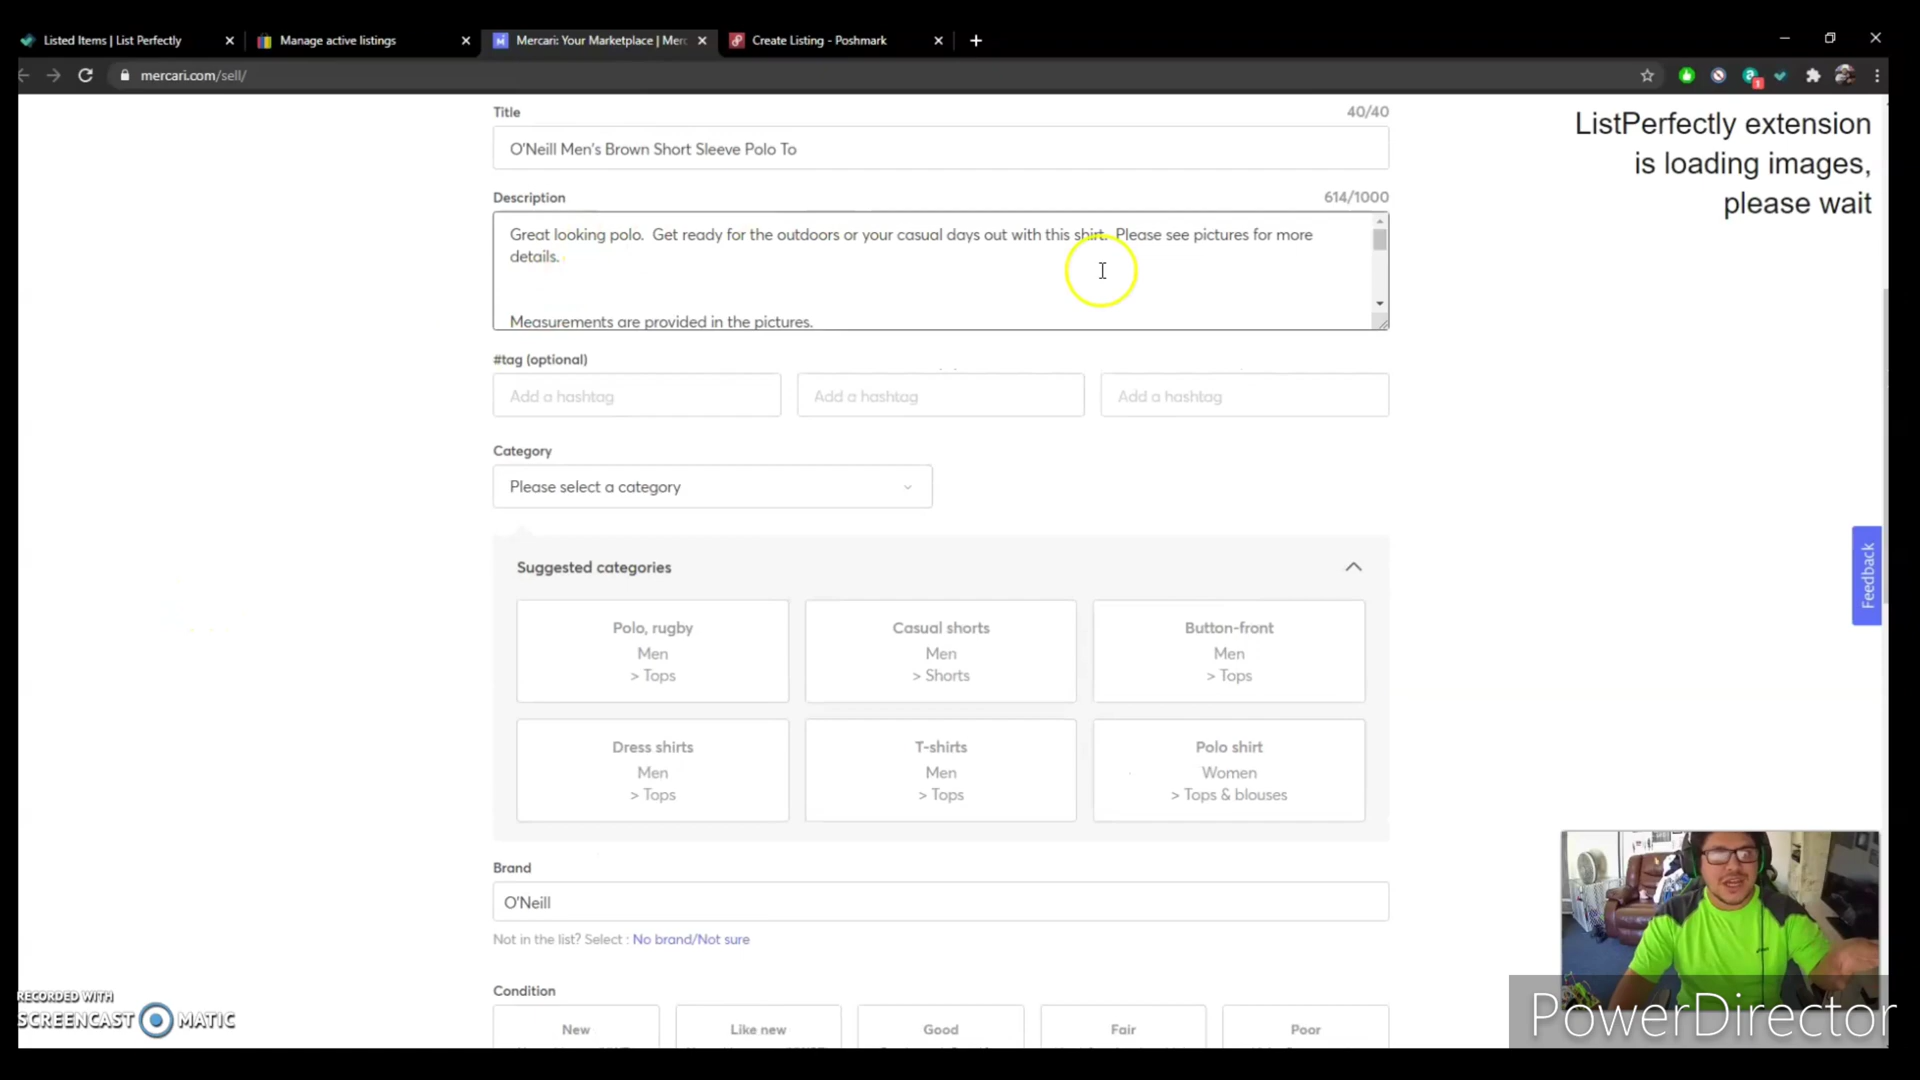 Listed Items | List Perfectly
Manage active listings
Mercari: Your Marketplace | Merc
Create Listing - Poshmark
mercari.com/sell/
1
ListPerfectly extension
is loading images,
please wait
Title
40/40
O'Neill Men's Brown Short Sleeve Polo To
Description
614/1000
Great looking polo.  Get ready for the outdoors or your casual days out with this shirt.  Please see pictures for more
details.
Measurements are provided in the pictures.
#tag (optional)
Add a hashtag
Add a hashtag
Add a hashtag
Category
Please select a category
Feedback
Suggested categories
Polo, rugby
Men
> Tops
Casual shorts
Men
> Shorts
Button-front
Men
> Tops
Dress shirts
Men
> Tops
T-shirts
Men
> Tops
Polo shirt
Women
> Tops & blouses
Brand
O'Neill
Not in the list? Select : No brand/Not sure
Condition
New
Like new
Good
Fair
Poor
RECORDED WITH
SCREENCAST MATIC
PowerDirector